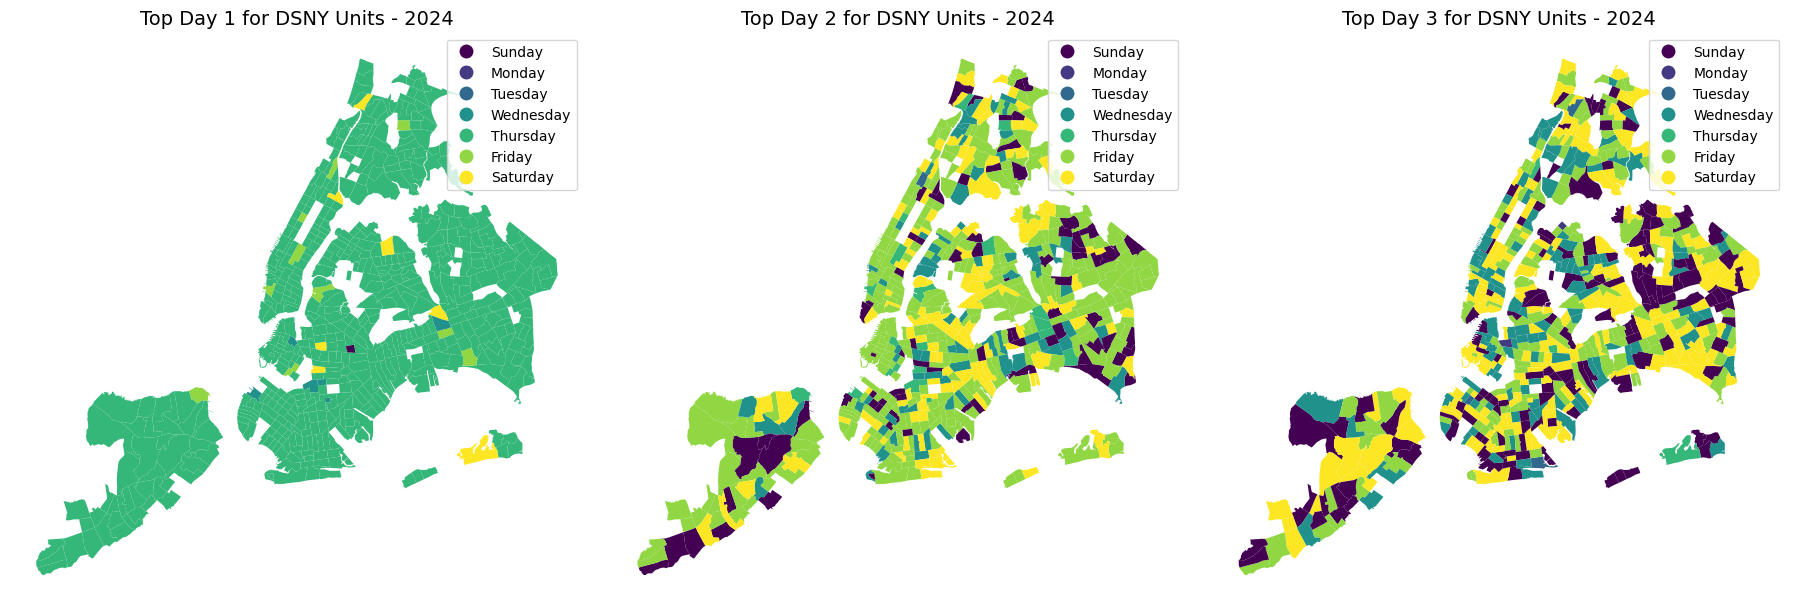 Top Day 1 for DSNY Units - 2024
Sunday
Monday
Tuesday
Wednesday
Thursday
Friday
Saturday
Top Day 2 for DSNY Units - 2024
Sunday
Monday
Tuesday
Wednesday
Thursday
Friday
Saturday
Top Day 3 for DSNY Units - 2024
Sunday
Monday
Tuesday
Wednesday
Thursday
Friday
Saturday